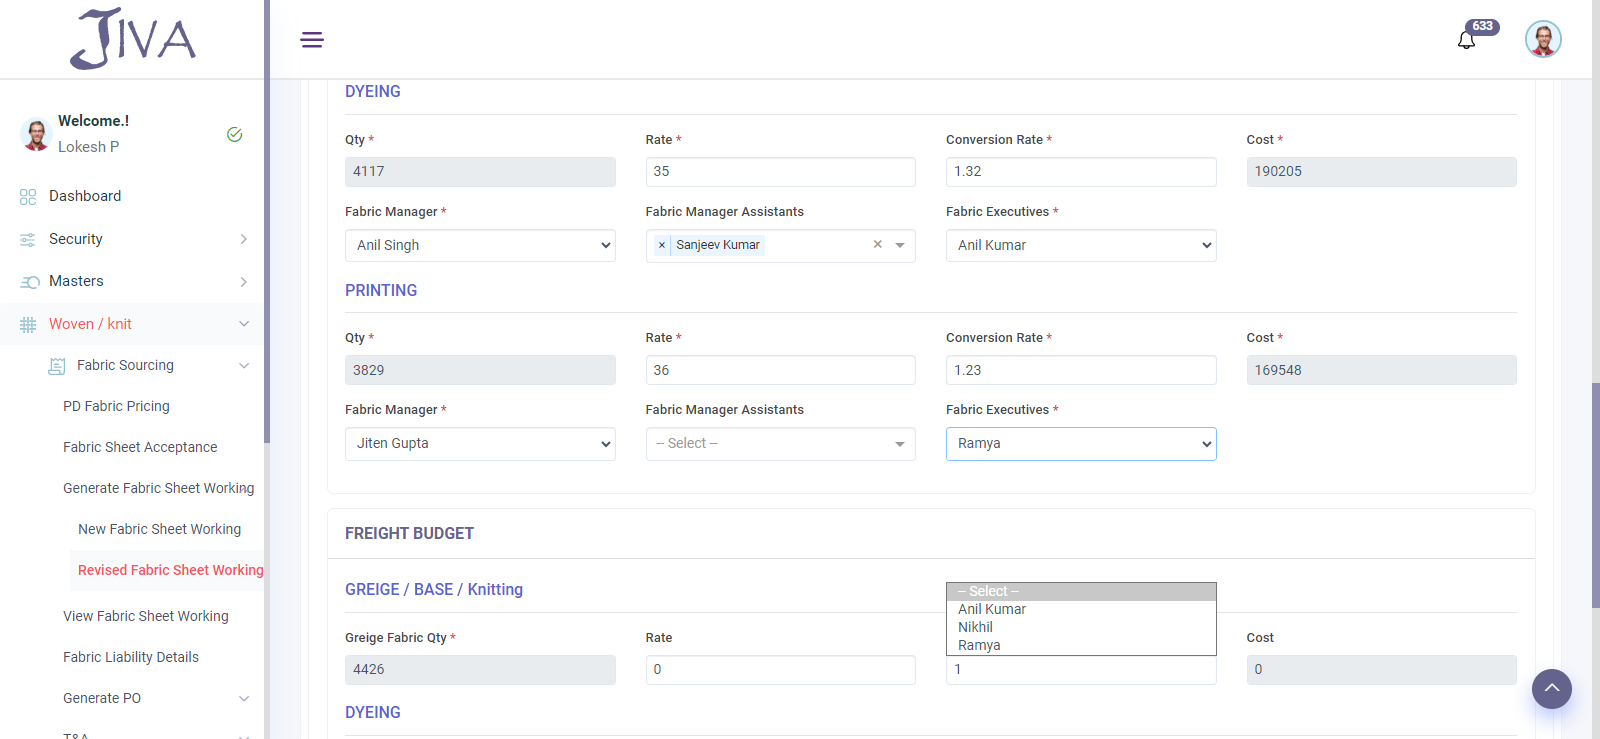 JIVA
633
Welcome.!
Lokesh P
Dashboard
Security
Masters
Woven / knit
Fabric Sourcing
PD Fabric Pricing
Fabric Sheet Acceptance
Generate Fabric Sheet Working
New Fabric Sheet Working
Revised Fabric Sheet Working
View Fabric Sheet Working
Fabric Liability Details
Generate PO
T&A
DYEING
Qty * Rate * Conversion Rate * Cost *
4117 35 1.32 190205
Fabric Manager * Fabric Manager Assistants Fabric Executives *
Anil Singh × Sanjeev Kumar × Anil Kumar
PRINTING
Qty * Rate * Conversion Rate * Cost *
3829 36 1.23 169548
Fabric Manager * Fabric Manager Assistants Fabric Executives *
Jiten Gupta -- Select -- Ramya
FREIGHT BUDGET
GREIGE / BASE / Knitting
-- Select --
Anil Kumar
Nikhil
Ramya
Greige Fabric Qty * Rate Cost
4426 0 1 0
DYEING